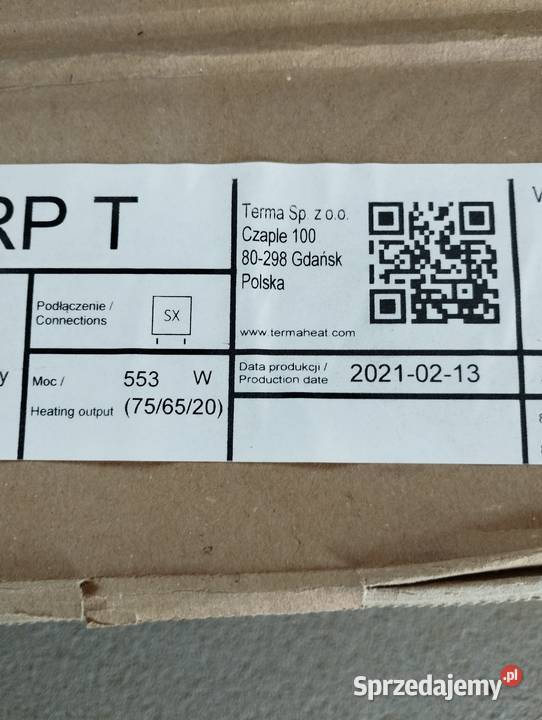 RP T
Podłączenie /
Connections
SX
Moc /
553 W
Heating output (75/65/20)
Terma Sp. z o.o.
Czaple 100
80-298 Gdańsk
Polska
www.termaheat.com
Data produkcji /
Production date 2021-02-13
Sprzedajemy.pl